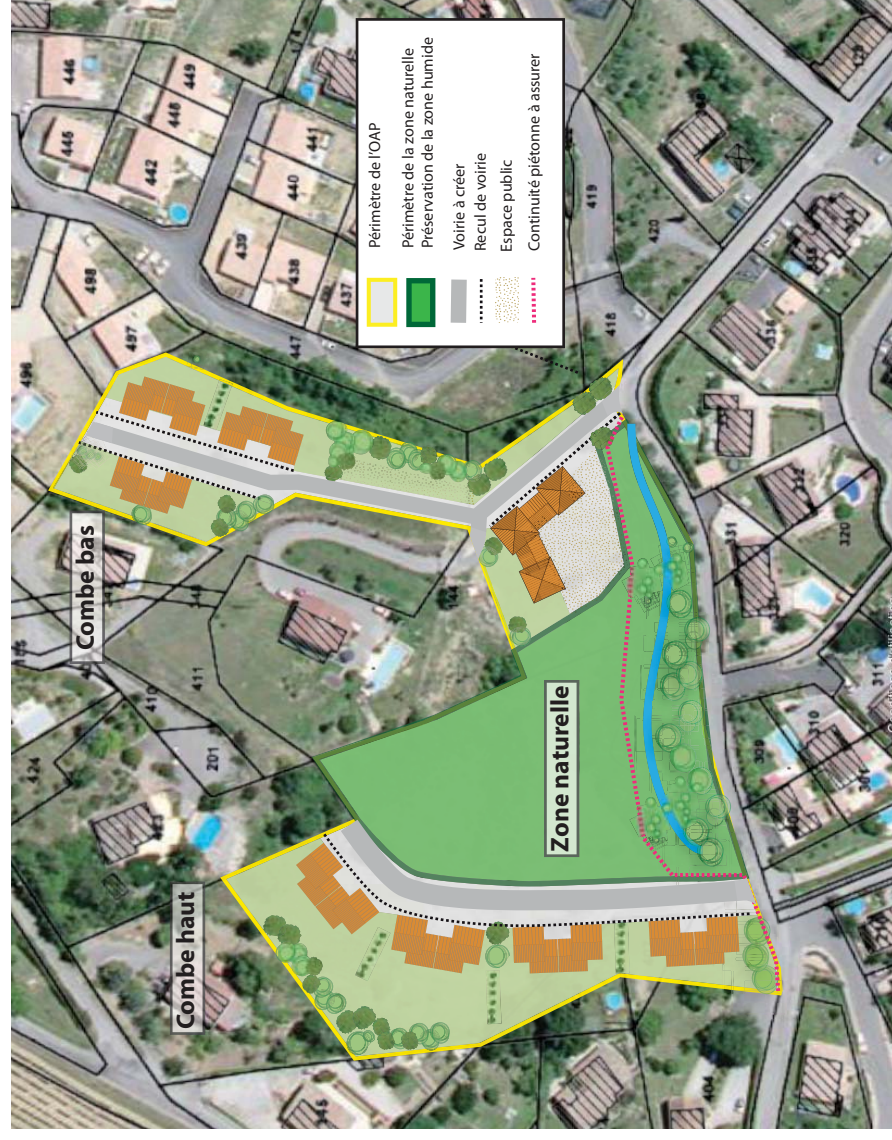 Périmètre de l'OAP
Périmètre de la zone naturelle
Préservation de la zone humide
Voirie à créer
Recul de voirie
Espace public
Continuité piétonne à assurer
Combe bas
Combe haut
Zone naturelle
446
449
448
445
442
441
440
439
438
437
498
497
496
447
419
420
418
334
331
320
310
311
309
411
410
201
424
404